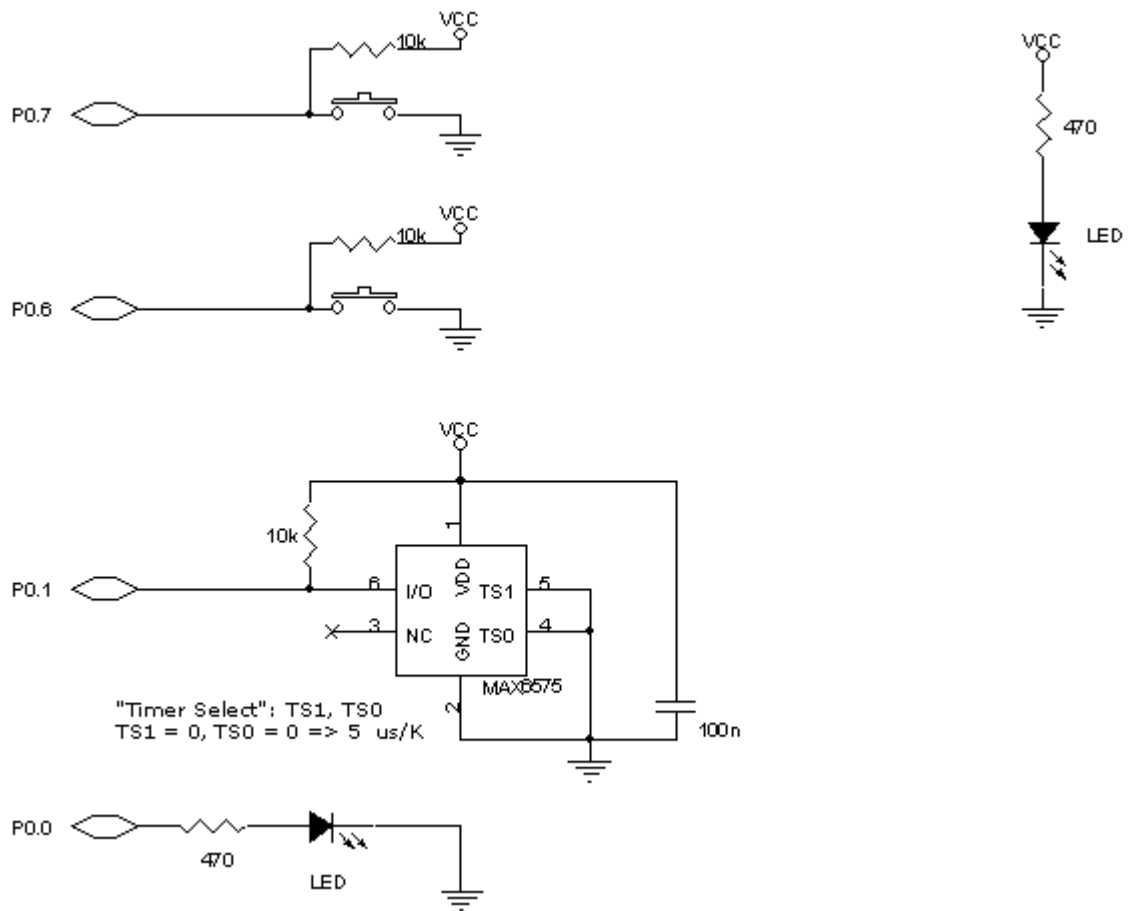 VCC
10k
P0.7
VCC
470
LED
VCC
10k
P0.6
VCC
10k
1
P0.1
6
I/O
VDD
TS1
5
3
NC
GND
TS0
4
MAX6575
2
"Timer Select": TS1, TS0
TS1 = 0, TS0 = 0 => 5 us/K
100n
P0.0
470
LED